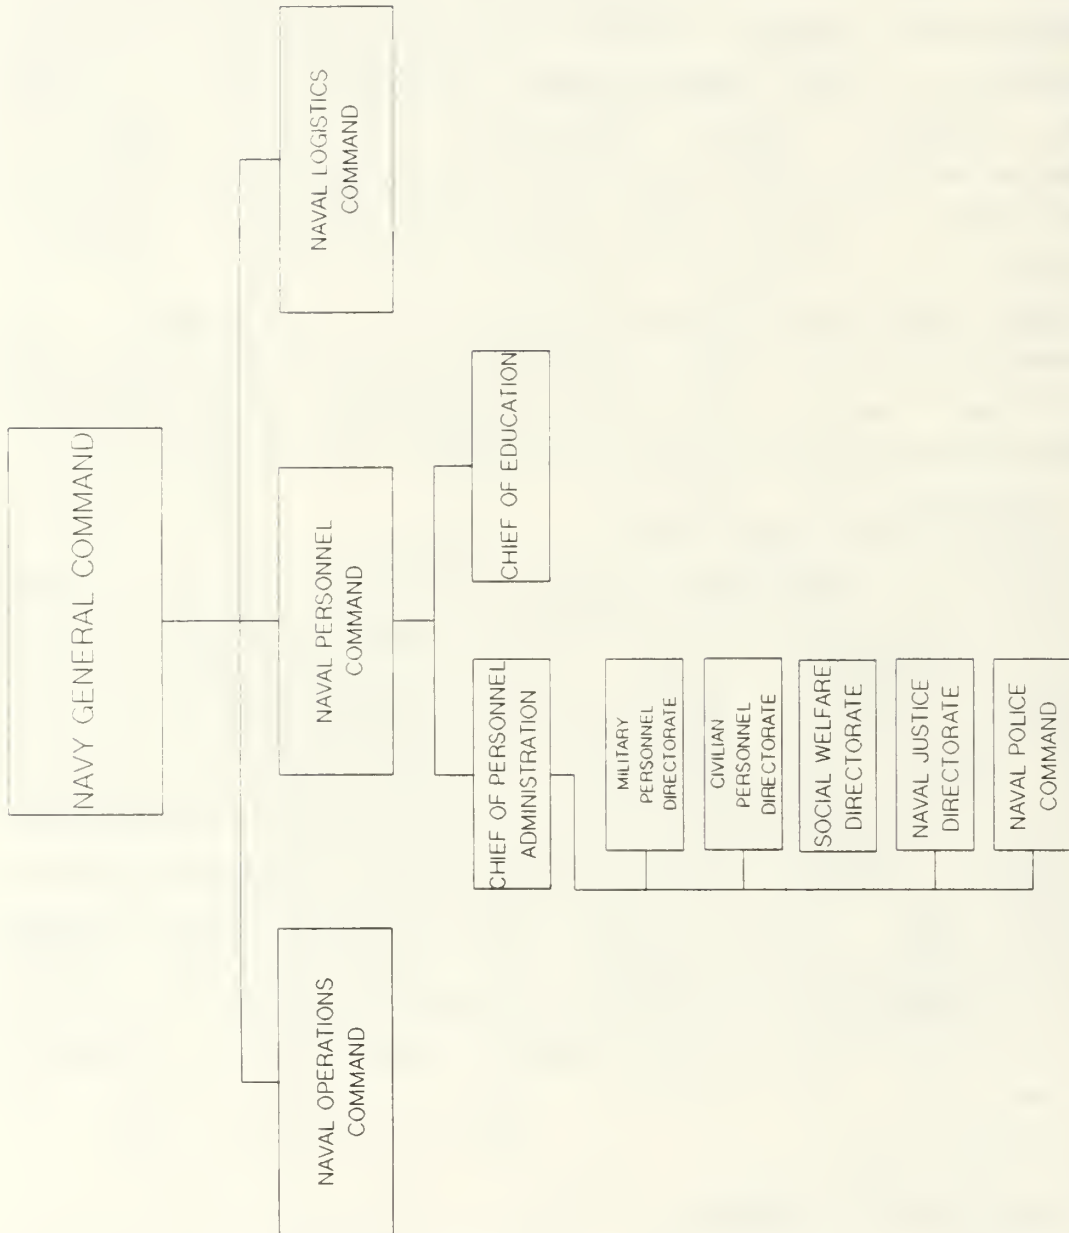 NAVY GENERAL COMMAND
NAVAL OPERATIONS
COMMAND
NAVAL PERSONNEL
COMMAND
NAVAL LOGISTICS
COMMAND
CHIEF OF PERSONNEL
ADMINISTRATION
CHIEF OF EDUCATION
MILITARY
PERSONNEL
DIRECTORATE
CIVILIAN
PERSONNEL
DIRECTORATE
SOCIAL WELFARE
DIRECTORATE
NAVAL JUSTICE
DIRECTORATE
NAVAL POLICE
COMMAND